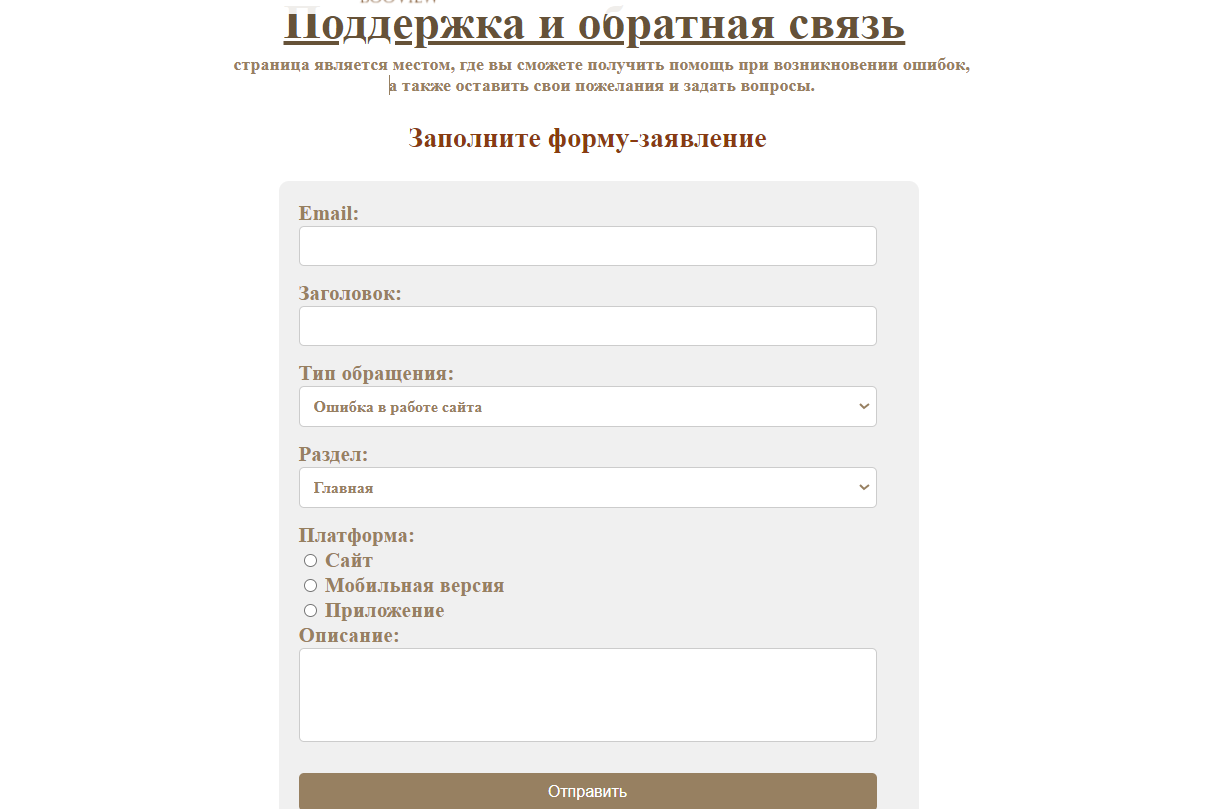 Поддержка и обратная связь
страница является местом, где вы сможете получить помощь при возникновении ошибок,
а также оставить свои пожелания и задать вопросы.
Заполните форму-заявление
Email:
Заголовок:
Тип обращения:
Ошибка в работе сайта
Раздел:
Главная
Платформа:
Сайт
Мобильная версия
Приложение
Описание:
Отправить